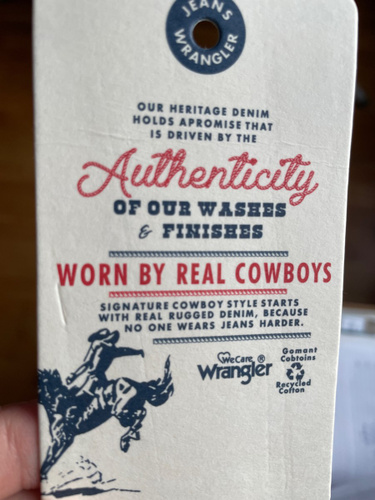 JEANS
WRANGLER
OUR HERITAGE DENIM
HOLDS APROMISE THAT
IS DRIVEN BY THE
Authenticity
OF OUR WASHES
& FINISHES
WORN BY REAL COWBOYS
SIGNATURE COWBOY STYLE STARTS
WITH REAL RUGGED DENIM, BECAUSE
NO ONE WEARS JEANS HARDER.
WeCare
Wrangler®
Gamant
Cobtoins
Recycled
Cotton